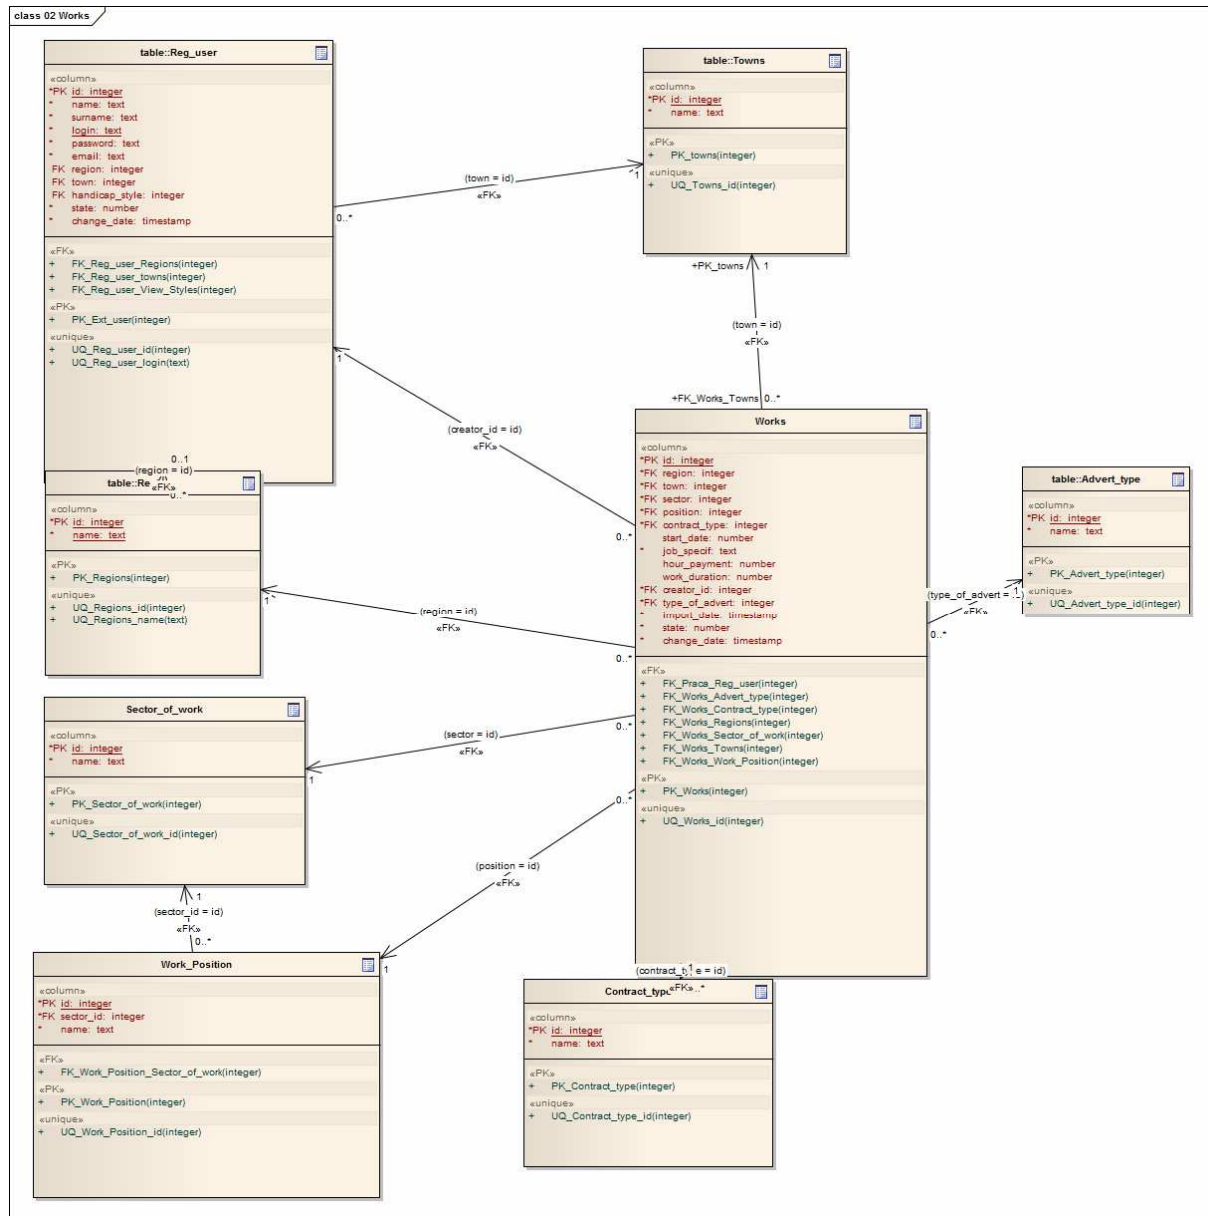 class 02 Works
table::Reg_user
«column»
*PK id: integer
* name: text
* surname: text
* login: text
* password: text
* email: text
FK region: integer
FK town: integer
FK handicap_style: integer
* state: number
* change_date: timestamp
«FK»
+ FK_Reg_user_Regions(integer)
+ FK_Reg_user_towns(integer)
+ FK_Reg_user_View_Styles(integer)
«PK»
+ PK_Ext_user(integer)
«unique»
+ UQ_Reg_user_id(integer)
+ UQ_Reg_user_login(text)
table::Towns
«column»
*PK id: integer
* name: text
«PK»
+ PK_towns(integer)
«unique»
+ UQ_Towns_id(integer)
(town = id)
«FK»
0..*
1
+PK_towns
1
(town = id)
«FK»
+FK_Works_Towns
0..*
1
(creator_id = id)
«FK»
0..*
0..1
(region = id)
«FK»
0..*
table::Re
«column»
*PK id: integer
* name: text
«PK»
+ PK_Regions(integer)
«unique»
+ UQ_Regions_id(integer)
+ UQ_Regions_name(text)
1
(region = id)
«FK»
0..*
Works
«column»
*PK id: integer
*FK region: integer
*FK town: integer
*FK sector: integer
*FK position: integer
*FK contract_type: integer
start_date: number
* job_specif: text
hour_payment: number
work_duration: number
*FK creator_id: integer
*FK type_of_advert: integer
* import_date: timestamp
* state: number
* change_date: timestamp
«FK»
+ FK_Praca_Reg_user(integer)
+ FK_Works_Advert_type(integer)
+ FK_Works_Contract_type(integer)
+ FK_Works_Regions(integer)
+ FK_Works_Sector_of_work(integer)
+ FK_Works_Towns(integer)
+ FK_Works_Work_Position(integer)
«PK»
+ PK_Works(integer)
«unique»
+ UQ_Works_id(integer)
table::Advert_type
«column»
*PK id: integer
* name: text
«PK»
+ PK_Advert_type(integer)
«unique»
+ UQ_Advert_type_id(integer)
(type_of_advert =
1
«FK»
0..*
Sector_of_work
«column»
*PK id: integer
* name: text
«PK»
+ PK_Sector_of_work(integer)
«unique»
+ UQ_Sector_of_work_id(integer)
(sector = id)
«FK»
0..*
1
(position = id)
«FK»
0..*
1
1
(sector_id = id)
«FK»
0..*
Work_Position
«column»
*PK id: integer
*FK sector_id: integer
* name: text
«FK»
+ FK_Work_Position_Sector_of_work(integer)
«PK»
+ PK_Work_Position(integer)
«unique»
+ UQ_Work_Position_id(integer)
1
= id)
«FK»
..*
Contract_type
«column»
*PK id: integer
* name: text
«PK»
+ PK_Contract_type(integer)
«unique»
+ UQ_Contract_type_id(integer)